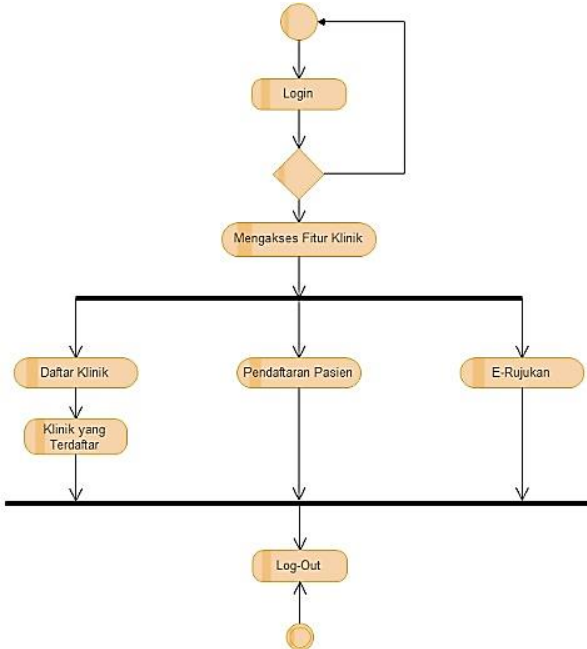 Login
Mengakses Fitur Klinik
Daftar Klinik
Pendaftaran Pasien
E-Rujukan
Klinik yang
Terdaftar
Log-Out